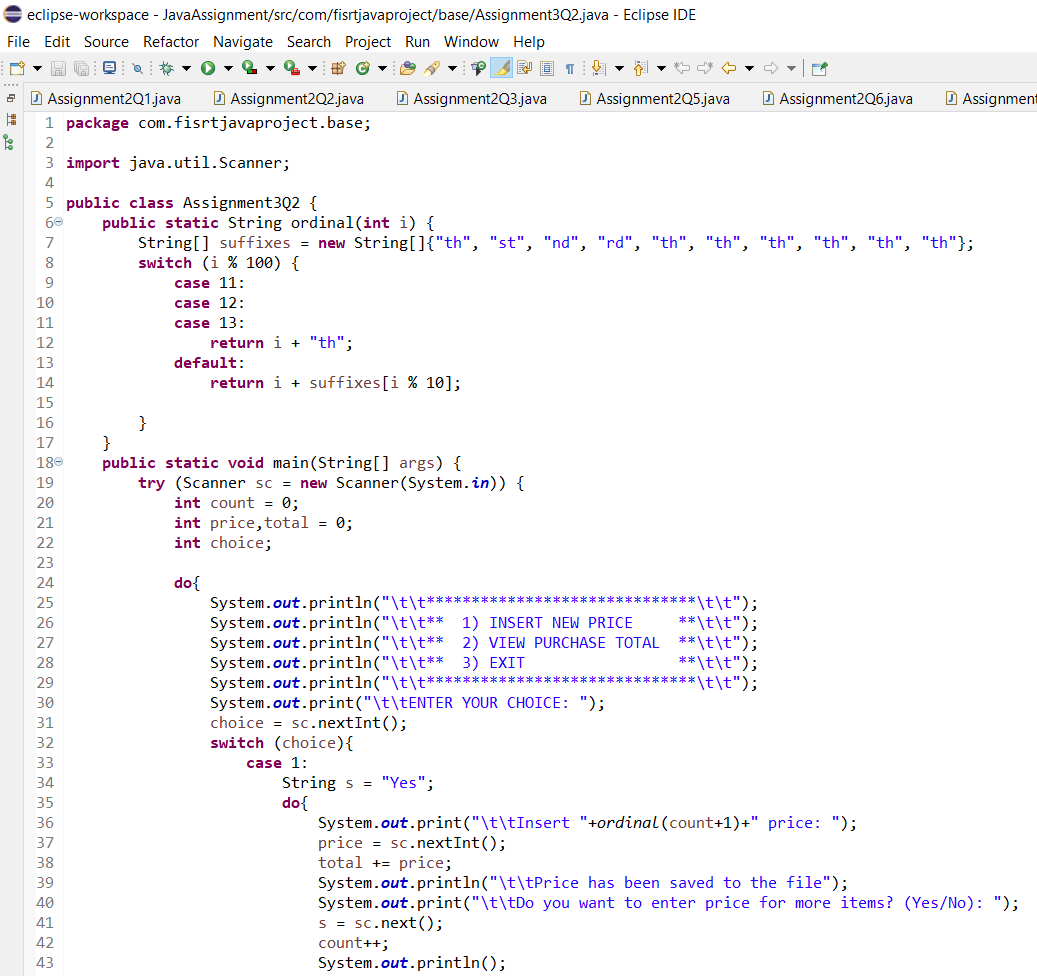 eclipse-workspace - JavaAssignment/src/com/fisrtjavaproject/base/Assignment3Q2.java - Eclipse IDE
File Edit Source Refactor Navigate Search Project Run Window Help
Assignment2Q1.java Assignment2Q2.java Assignment2Q3.java Assignment2Q5.java Assignment2Q6.java Assignment
1 package com.fisrtjavaproject.base;
2
3 import java.util.Scanner;
4
5 public class Assignment3Q2 {
6     public static String ordinal(int i) {
7         String[] suffixes = new String[]{"th", "st", "nd", "rd", "th", "th", "th", "th", "th", "th"};
8         switch (i % 100) {
9             case 11:
10             case 12:
11             case 13:
12                 return i + "th";
13             default:
14                 return i + suffixes[i % 10];
15
16         }
17     }
18     public static void main(String[] args) {
19         try (Scanner sc = new Scanner(System.in)) {
20             int count = 0;
21             int price,total = 0;
22             int choice;
23
24             do{
25                 System.out.println("\t\t******************************\t\t");
26                 System.out.println("\t\t**  1) INSERT NEW PRICE     **\t\t");
27                 System.out.println("\t\t**  2) VIEW PURCHASE TOTAL  **\t\t");
28                 System.out.println("\t\t**  3) EXIT                 **\t\t");
29                 System.out.println("\t\t******************************\t\t");
30                 System.out.print("\t\tENTER YOUR CHOICE: ");
31                 choice = sc.nextInt();
32                 switch (choice){
33                     case 1:
34                         String s = "Yes";
35                         do{
36                             System.out.print("\t\tInsert "+ordinal(count+1)+" price: ");
37                             price = sc.nextInt();
38                             total += price;
39                             System.out.println("\t\tPrice has been saved to the file");
40                             System.out.print("\t\tDo you want to enter price for more items? (Yes/No): ");
41                             s = sc.next();
42                             count++;
43                             System.out.println();